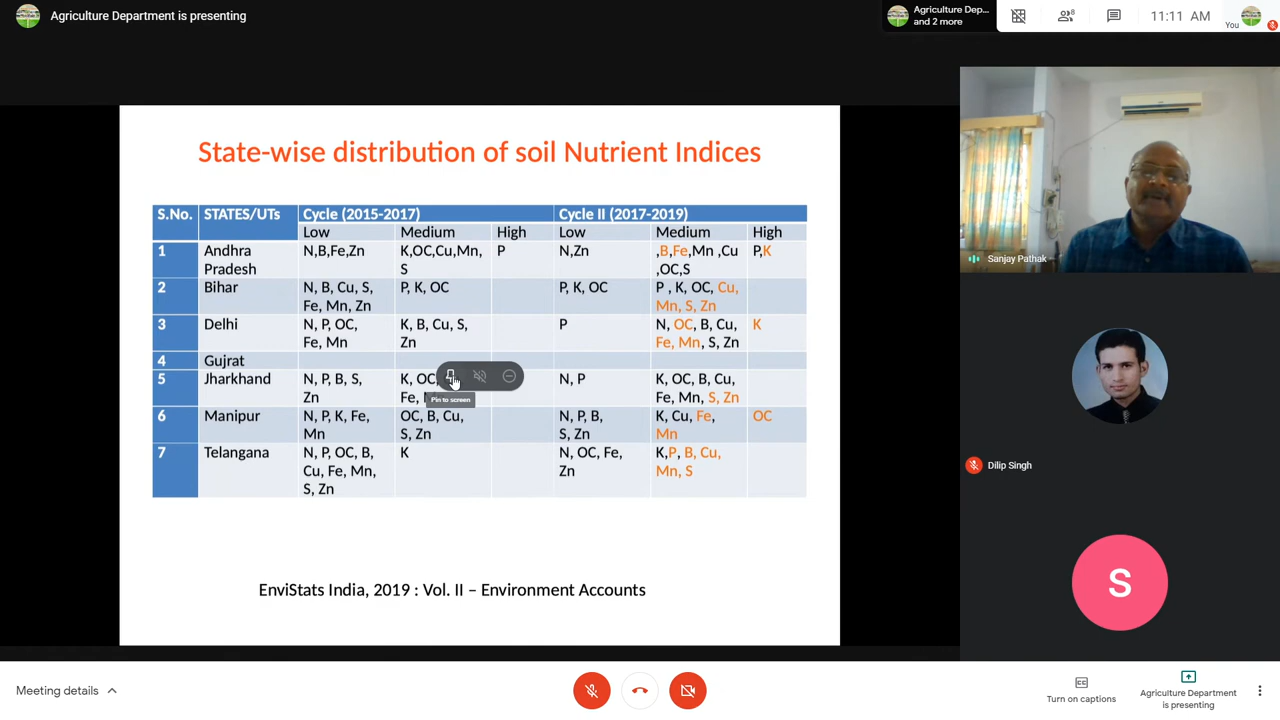 Agriculture Department is presenting
Agriculture Dep...
and 2 more
8
11:11 AM
You
State-wise distribution of soil Nutrient Indices
S.No. STATES/UTs Cycle (2015-2017) Cycle II (2017-2019)
Low Medium High Low Medium High
1 Andhra Pradesh N,B,Fe,Zn K,OC,Cu,Mn, S P N,Zn ,B,Fe,Mn ,Cu ,OC,S P,K
2 Bihar N, B, Cu, S, Fe, Mn, Zn P, K, OC P, K, OC P , K, OC, Cu, Mn, S, Zn
3 Delhi N, P, OC, Fe, Mn K, B, Cu, S, Zn P N, OC, B, Cu, Fe, Mn, S, Zn K
4 Gujrat
5 Jharkhand N, P, B, S, Zn K, OC, Fe, N, P K, OC, B, Cu, Fe, Mn, S, Zn
6 Manipur N, P, K, Fe, Mn OC, B, Cu, S, Zn N, P, B, S, Zn K, Cu, Fe, Mn OC
7 Telangana N, P, OC, B, Cu, Fe, Mn, S, Zn K N, OC, Fe, Zn K,P, B, Cu, Mn, S
Pin to screen
EnviStats India, 2019 : Vol. II – Environment Accounts
Sanjay Pathak
Dilip Singh
S
Meeting details
Turn on captions
Agriculture Department
is presenting